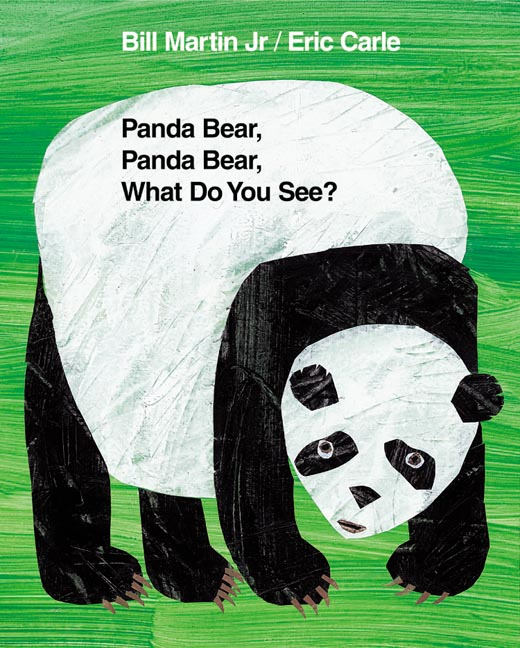 Bill Martin Jr / Eric Carle
Panda Bear,
Panda Bear,
What Do You See?